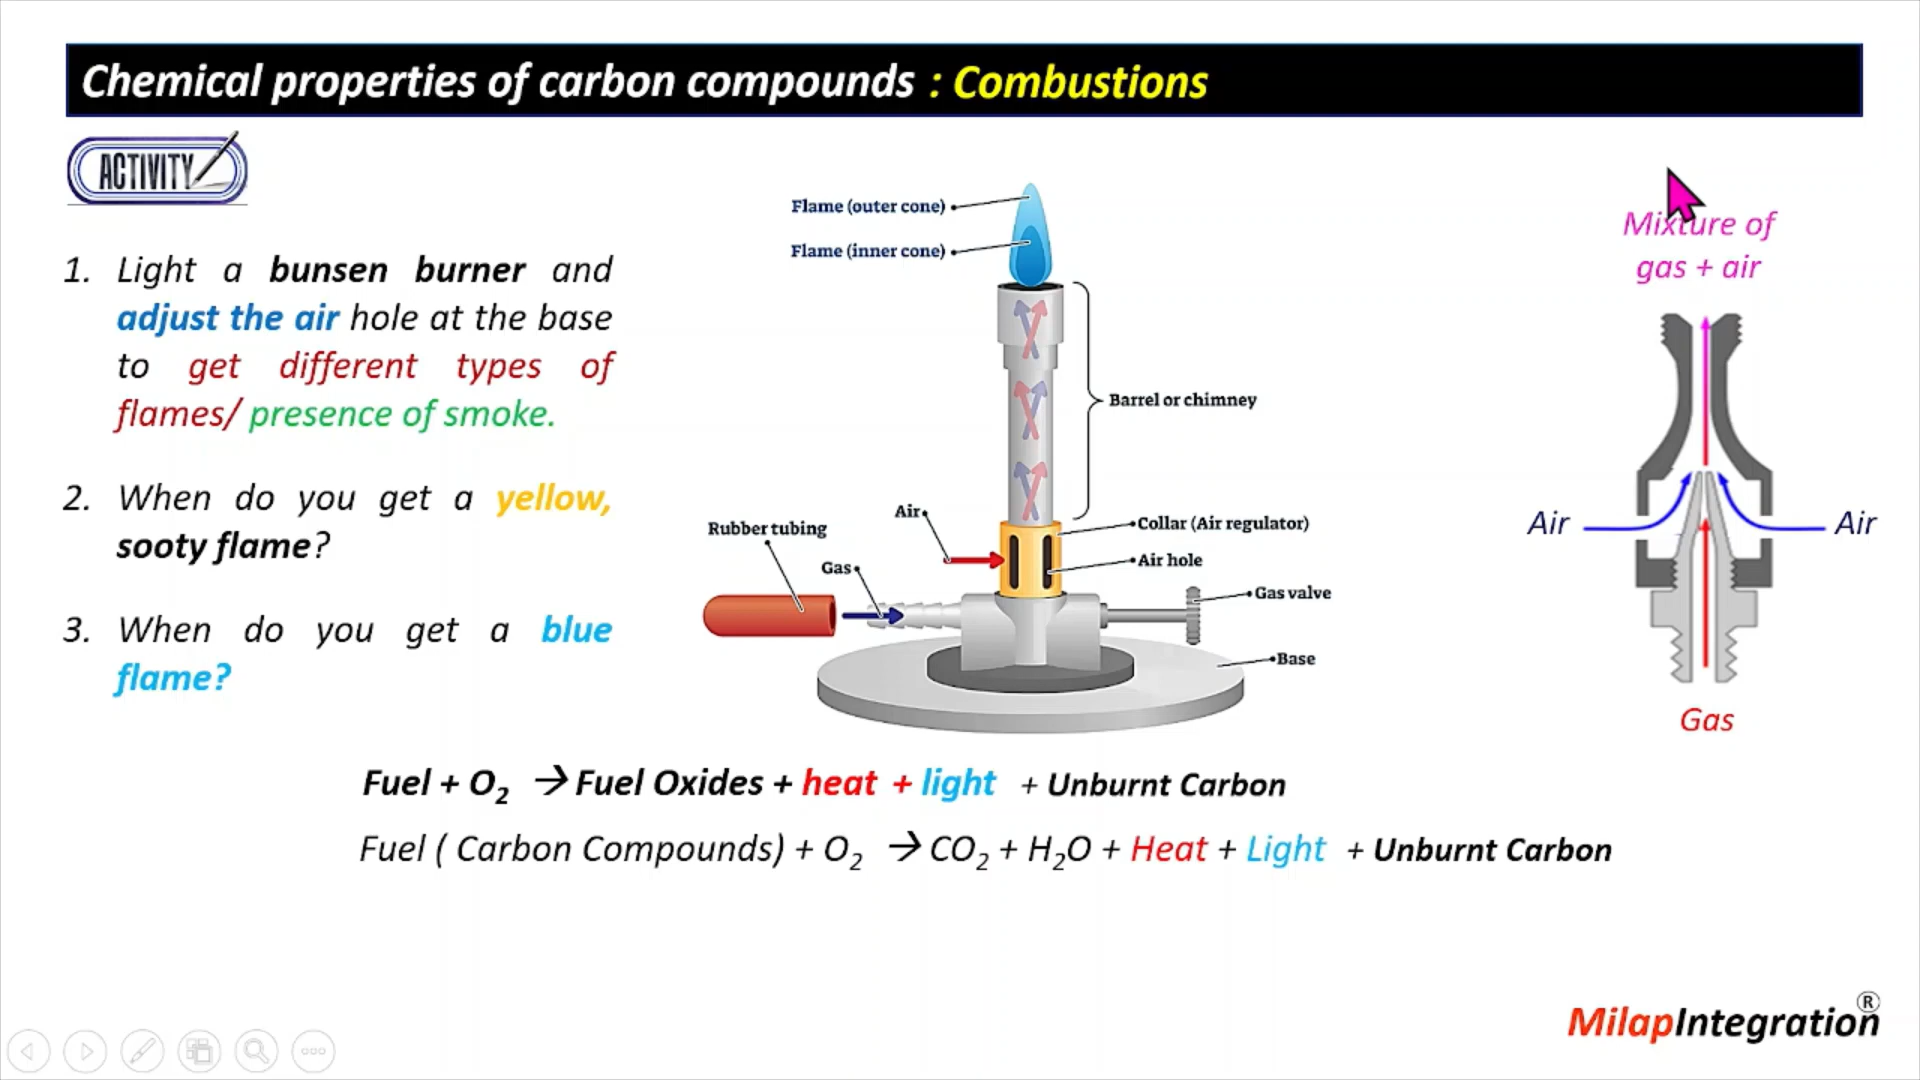 Chemical properties of carbon compounds : Combustions
ACTIVITY
1. Light a bunsen burner and
adjust the air hole at the base
to get different types of
flames/ presence of smoke.
2. When do you get a yellow,
sooty flame?
3. When do you get a blue
flame?
Flame (outer cone)
Flame (inner cone)
Barrel or chimney
Air
Collar (Air regulator)
Rubber tubing
Air hole
Gas
Gas valve
Base
Mixture of
gas + air
Air
Air
Gas
Fuel + O₂ → Fuel Oxides + heat + light + Unburnt Carbon
Fuel ( Carbon Compounds) + O₂ → CO₂ + H₂O + Heat + Light + Unburnt Carbon
MilapIntegration®